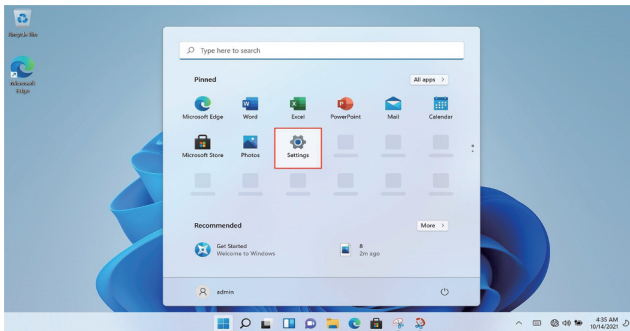 Recycle Bin
Microsoft
Edge
Type here to search
Pinned
All apps >
Microsoft Edge
Word
Excel
PowerPoint
Mail
Calendar
Microsoft Store
Photos
Settings
Recommended
More >
Get Started
Welcome to Windows
8
2m ago
admin
4:35 AM
10/14/2021